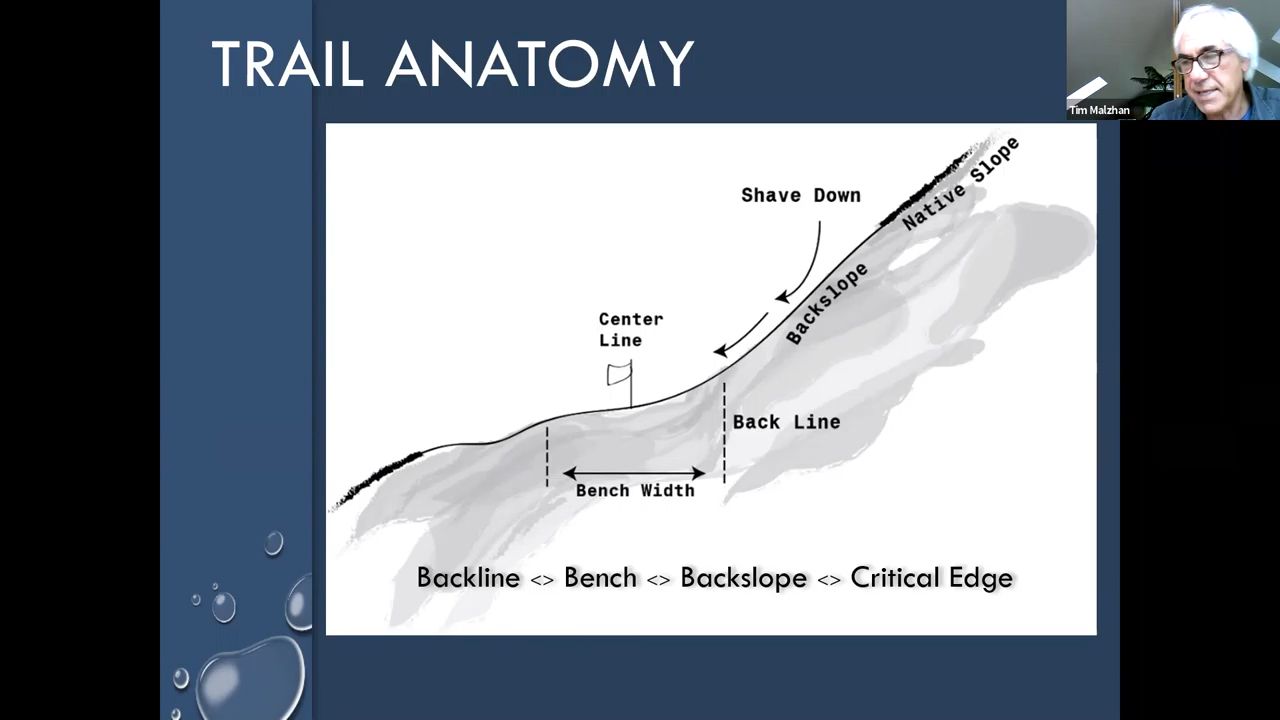 TRAIL ANATOMY
Tim Malzhan
Shave Down
Native Slope
Backslope
Center
Line
Back Line
Bench Width
Backline <> Bench <> Backslope <> Critical Edge